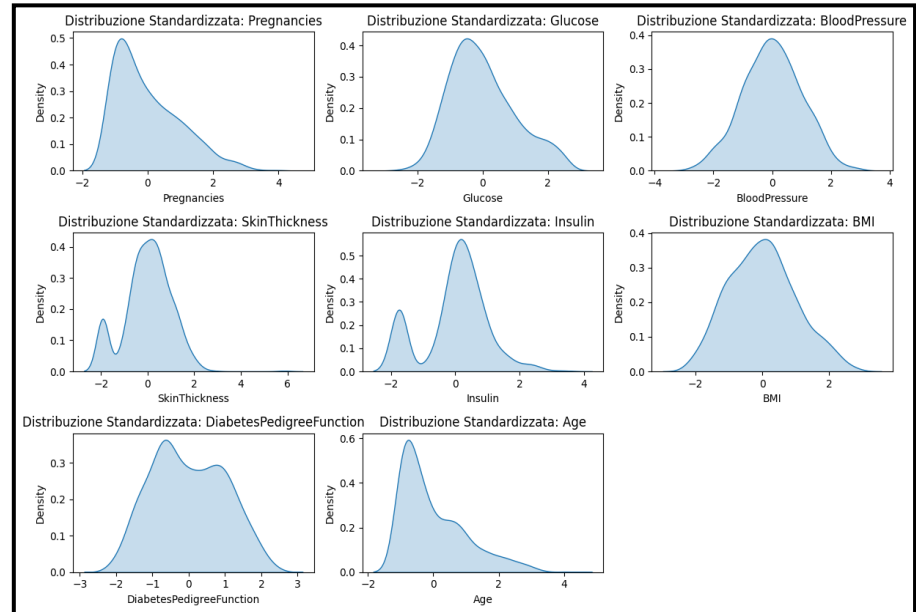 Distribuzione Standardizzata: Pregnancies
Density
0.5
0.4
0.3
0.2
0.1
0.0
−2 0 2 4
Pregnancies
Distribuzione Standardizzata: Glucose
Density
0.4
0.3
0.2
0.1
0.0
−2 0 2
Glucose
Distribuzione Standardizzata: BloodPressure
Density
0.4
0.3
0.2
0.1
0.0
−4 −2 0 2 4
BloodPressure
Distribuzione Standardizzata: SkinThickness
Density
0.4
0.3
0.2
0.1
0.0
−2 0 2 4 6
SkinThickness
Distribuzione Standardizzata: Insulin
Density
0.5
0.4
0.3
0.2
0.1
0.0
−2 0 2 4
Insulin
Distribuzione Standardizzata: BMI
Density
0.4
0.3
0.2
0.1
0.0
−2 0 2
BMI
Distribuzione Standardizzata: DiabetesPedigreeFunction
Density
0.3
0.2
0.1
0.0
−3 −2 −1 0 1 2 3
DiabetesPedigreeFunction
Distribuzione Standardizzata: Age
Density
0.6
0.4
0.2
0.0
−2 0 2 4
Age